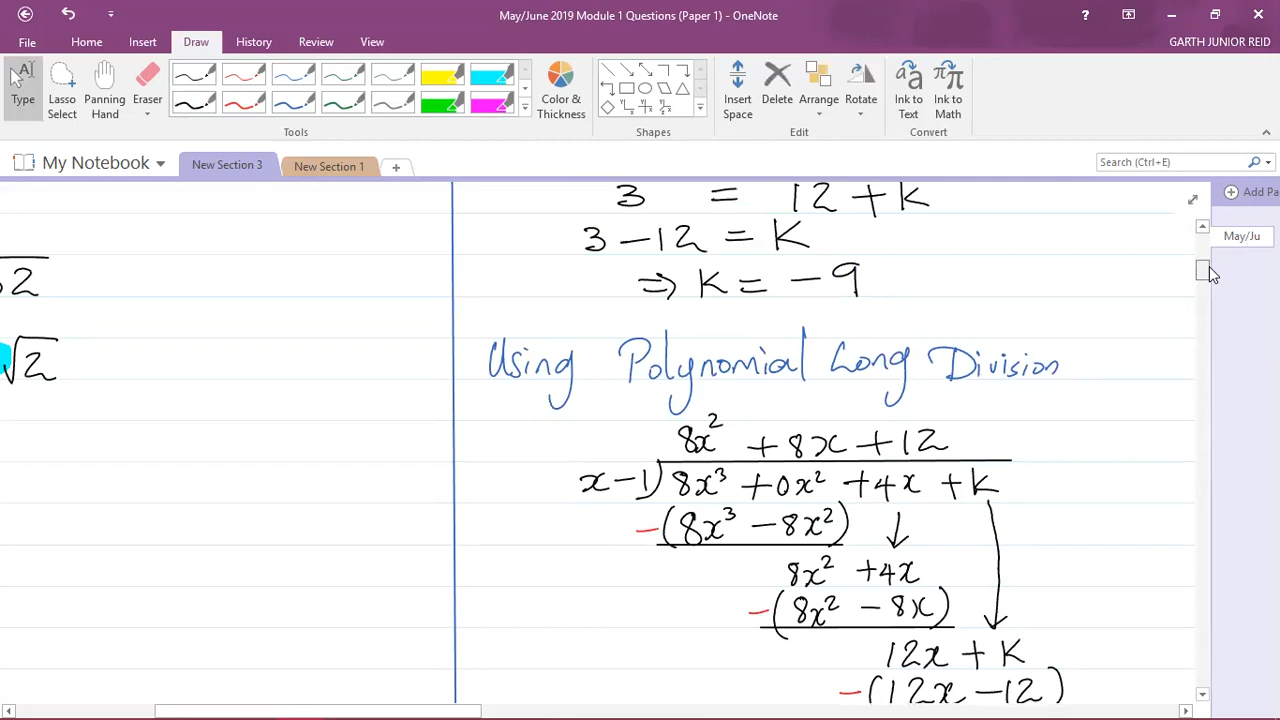 May/June 2019 Module 1 Questions (Paper 1) - OneNote
File Home Insert Draw History Review View
GARTH JUNIOR REID
Type
Lasso Select
Panning Hand
Eraser
Color & Thickness
Insert Space
Delete
Arrange
Rotate
Ink to Text
Ink to Math
Tools
Shapes
Edit
Convert
My Notebook
New Section 3
New Section 1
Search (Ctrl+E)
Add Pa
May/Ju
√2
3 = 12 + K
3 - 12 = K
⇒ K = -9
Using Polynomial Long Division
8x² + 8x + 12
x - 1) 8x³ + 0x² + 4x + K
-(8x³ - 8x²)
8x² + 4x
-(8x² - 8x)
12x + K
-(12x - 12)